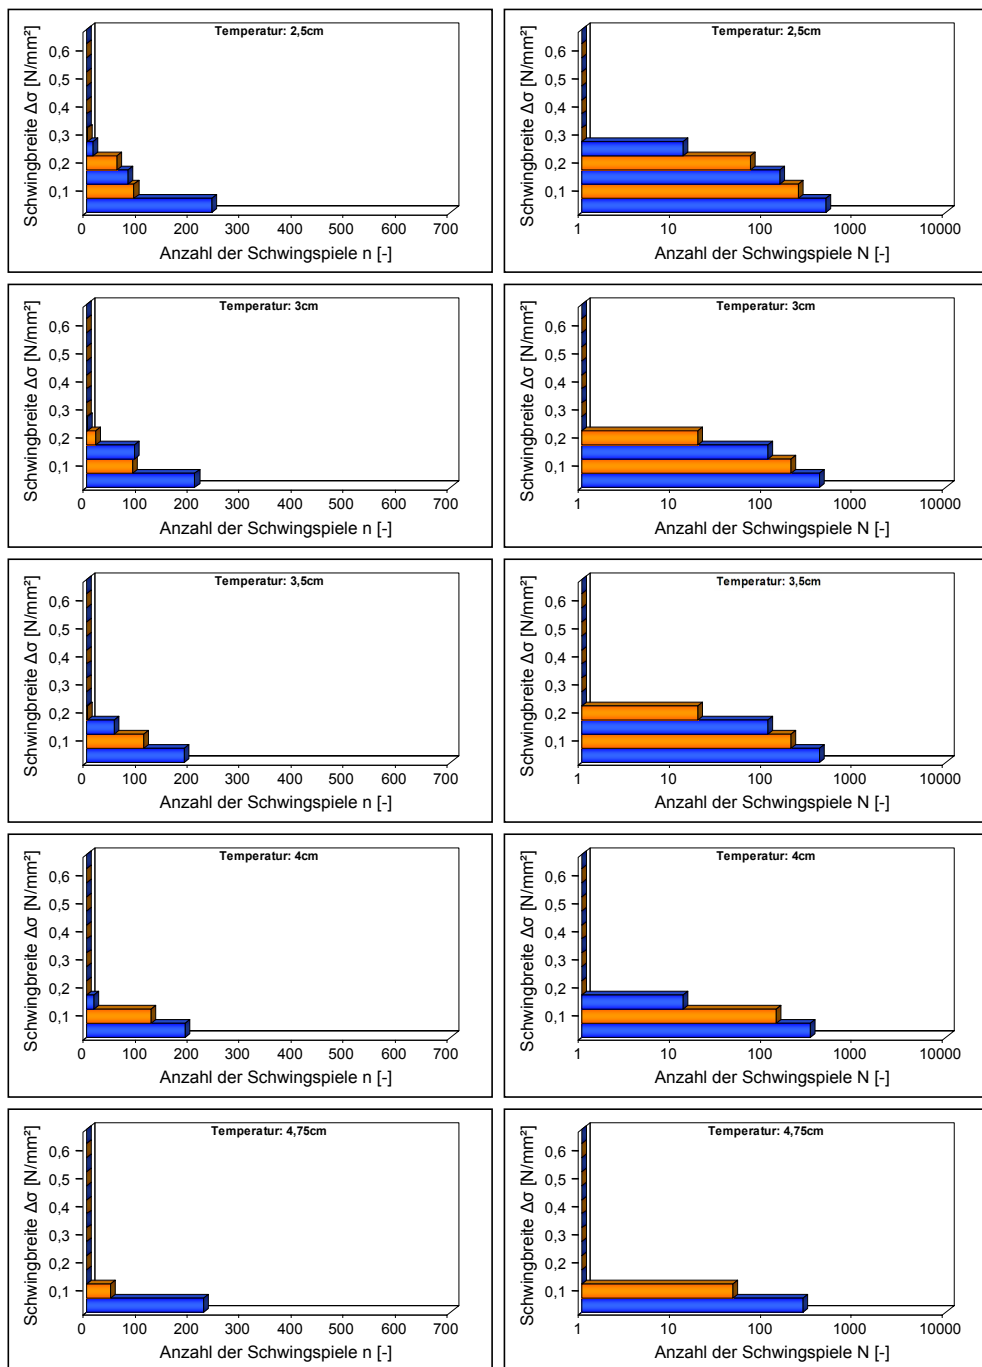 Temperatur: 2,5cm
Schwingbreite Δσ [N/mm²]
0,6
0,5
0,4
0,3
0,2
0,1
0 100 200 300 400 500 600 700
Anzahl der Schwingspiele n [-]
Temperatur: 2,5cm
Schwingbreite Δσ [N/mm²]
0,6
0,5
0,4
0,3
0,2
0,1
1 10 100 1000 10000
Anzahl der Schwingspiele N [-]
Temperatur: 3cm
Schwingbreite Δσ [N/mm²]
0,6
0,5
0,4
0,3
0,2
0,1
0 100 200 300 400 500 600 700
Anzahl der Schwingspiele n [-]
Temperatur: 3cm
Schwingbreite Δσ [N/mm²]
0,6
0,5
0,4
0,3
0,2
0,1
1 10 100 1000 10000
Anzahl der Schwingspiele N [-]
Temperatur: 3,5cm
Schwingbreite Δσ [N/mm²]
0,6
0,5
0,4
0,3
0,2
0,1
0 100 200 300 400 500 600 700
Anzahl der Schwingspiele n [-]
Temperatur: 3,5cm
Schwingbreite Δσ [N/mm²]
0,6
0,5
0,4
0,3
0,2
0,1
1 10 100 1000 10000
Anzahl der Schwingspiele N [-]
Temperatur: 4cm
Schwingbreite Δσ [N/mm²]
0,6
0,5
0,4
0,3
0,2
0,1
0 100 200 300 400 500 600 700
Anzahl der Schwingspiele n [-]
Temperatur: 4cm
Schwingbreite Δσ [N/mm²]
0,6
0,5
0,4
0,3
0,2
0,1
1 10 100 1000 10000
Anzahl der Schwingspiele N [-]
Temperatur: 4,75cm
Schwingbreite Δσ [N/mm²]
0,6
0,5
0,4
0,3
0,2
0,1
0 100 200 300 400 500 600 700
Anzahl der Schwingspiele n [-]
Temperatur: 4,75cm
Schwingbreite Δσ [N/mm²]
0,6
0,5
0,4
0,3
0,2
0,1
1 10 100 1000 10000
Anzahl der Schwingspiele N [-]